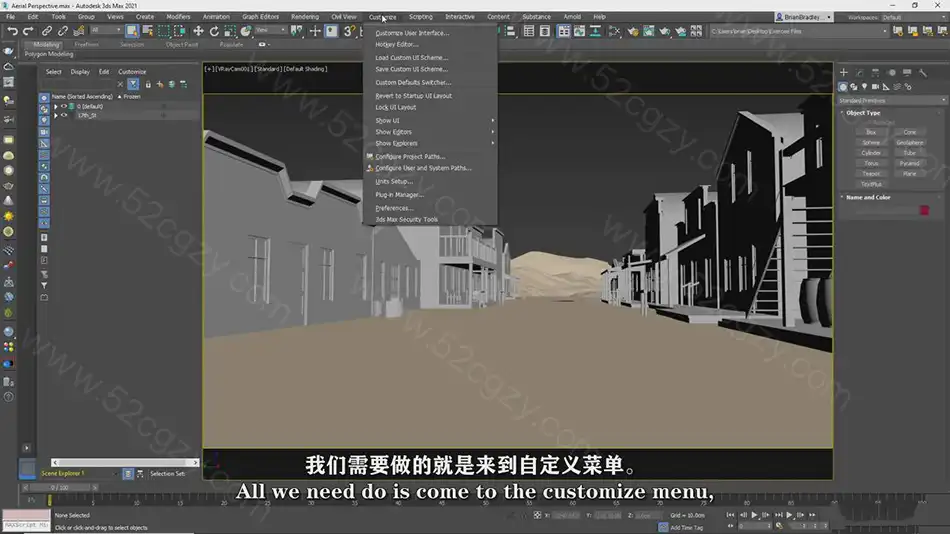 Aerial Perspective.max - Autodesk 3ds Max 2021
File Edit Tools Group Views Create Modifiers Animation Graph Editors Rendering Civil View Customize Scripting Interactive Content Substance Arnold Help
BrianBradley
Workspaces: Default
All
View
Modeling Freeform Selection Object Paint Populate
Polygon Modeling
Select Display Edit Customize
Name (Sorted Ascending) ▲ Frozen
0 (default)
17th_St
[+] [VRayCam001] [Standard] [Default Shading]
Customize User Interface...
Hotkey Editor...
Load Custom UI Scheme...
Save Custom UI Scheme...
Custom Defaults Switcher...
Revert to Startup UI Layout
Lock UI Layout
Show UI
Show Editors
Show Explorers
Configure Project Paths...
Configure User and System Paths...
Units Setup...
Plug-in Manager...
Preferences...
3ds Max Security Tools
Standard Primitives
Object Type
Box Cone
Sphere GeoSphere
Cylinder Tube
Torus Pyramid
Teapot Plane
TextPlus
Name and Color
www.52cgzy.com
我们需要做的就是来到自定义菜单。
All we need do is come to the customize menu,
Scene Explorer 1
Selection Set:
0 / 100
None Selected
Click or click-and-drag to select objects
MAXScript Mi
X: Y: Z:
Grid = 10.0cm
Add Time Tag